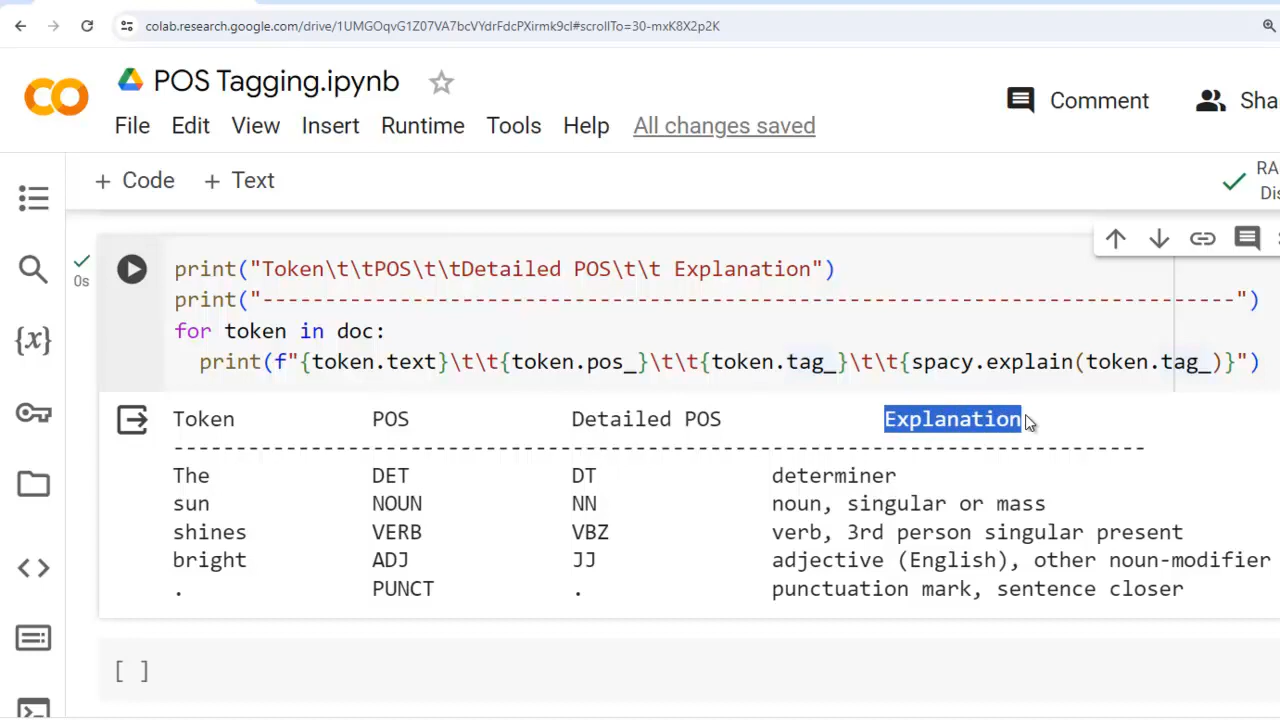 colab.research.google.com/drive/1UMGOqvG1Z07VA7bcVYdrFdcPXirmk9cl#scrollTo=30-mxK8X2p2K
POS Tagging.ipynb
Comment
Sha
File Edit View Insert Runtime Tools Help All changes saved
+ Code + Text
RA
Dis
print("Token\t\tPOS\t\tDetailed POS\t\t Explanation")
0s
print("------------------------------------------------------------------------------")
for token in doc:
print(f"{token.text}\t\t{token.pos_}\t\t{token.tag_}\t\t{spacy.explain(token.tag_)}")
Token POS Detailed POS Explanation
------------------------------------------------------------------------------
The DET DT determiner
sun NOUN NN noun, singular or mass
shines VERB VBZ verb, 3rd person singular present
bright ADJ JJ adjective (English), other noun-modifier
. PUNCT . punctuation mark, sentence closer
[ ]